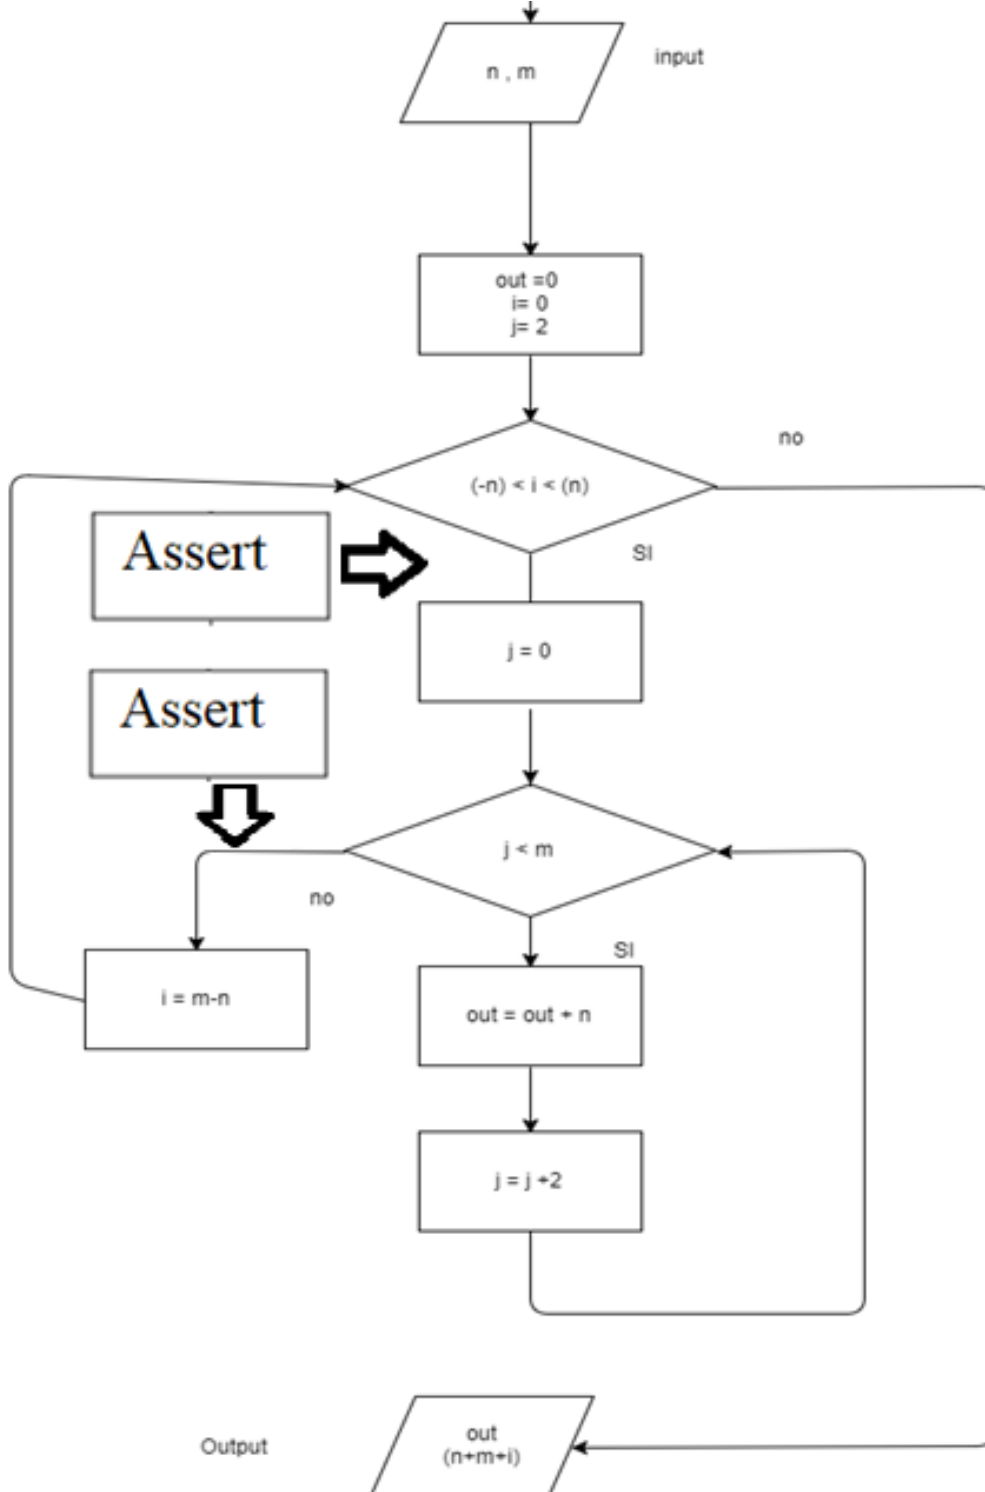 n , m
input
out =0
i= 0
j= 2
no
(-n) < i < (n)
Assert
SI
j = 0
Assert
j < m
no
SI
i = m-n
out = out + n
j = j +2
Output
out
(n+m+i)